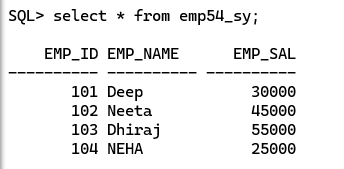 SQL> select * from emp54_sy;
EMP_ID EMP_NAME EMP_SAL
---------- ---------- ----------
101 Deep 30000
102 Neeta 45000
103 Dhiraj 55000
104 NEHA 25000